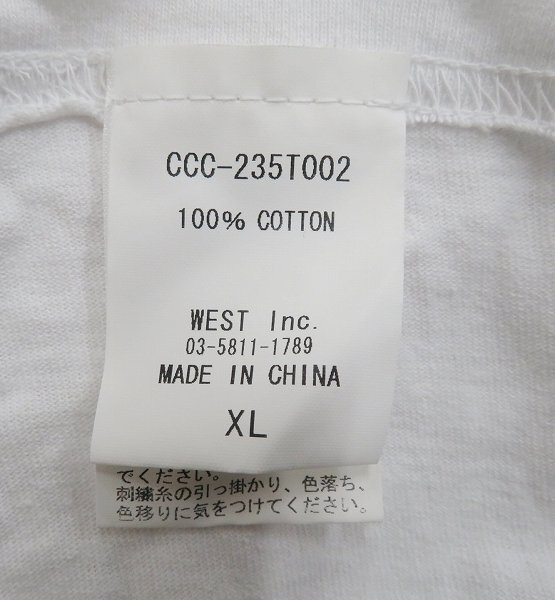 CCC-235T002
100% COTTON
WEST Inc.
03-5811-1789
MADE IN CHINA
XL
でください。
刺繍糸の引っ掛かり、色落ち、
色移りに気をつけてください。